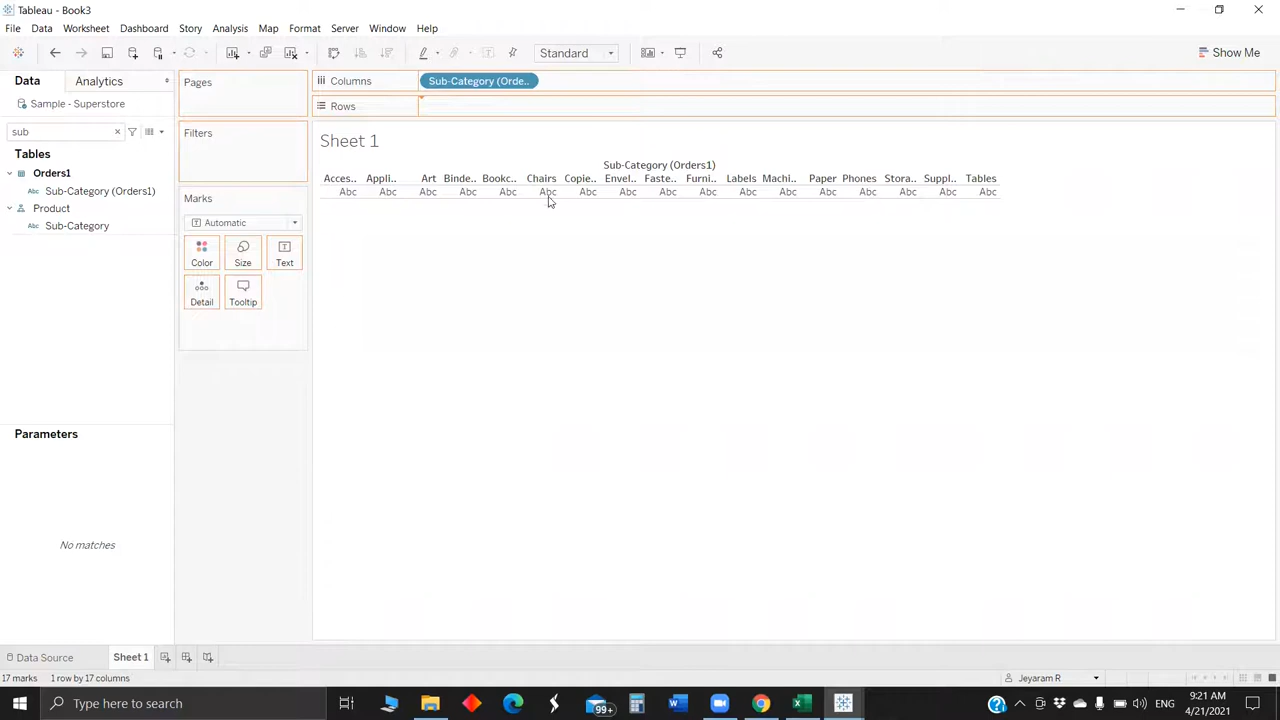 Tableau - Book3
File Data Worksheet Dashboard Story Analysis Map Format Server Window Help
Standard
Show Me
Data Analytics
Pages
Columns
Sub-Category (Orde..
Sample - Superstore
Rows
sub
Filters
Sheet 1
Tables
Sub-Category (Orders1)
Orders1
Acces.. Appli.. Art Binde.. Bookc.. Chairs Copie.. Envel.. Faste.. Furni.. Labels Machi.. Paper Phones Stora.. Suppl.. Tables
Abc Sub-Category (Orders1)
Abc Abc Abc Abc Abc Abc Abc Abc Abc Abc Abc Abc Abc Abc Abc Abc Abc
Marks
Product
Automatic
Abc Sub-Category
Color Size Text
Detail Tooltip
Parameters
No matches
Data Source Sheet 1
17 marks 1 row by 17 columns
Jeyaram R
Type here to search
99+
ENG
9:21 AM
4/21/2021